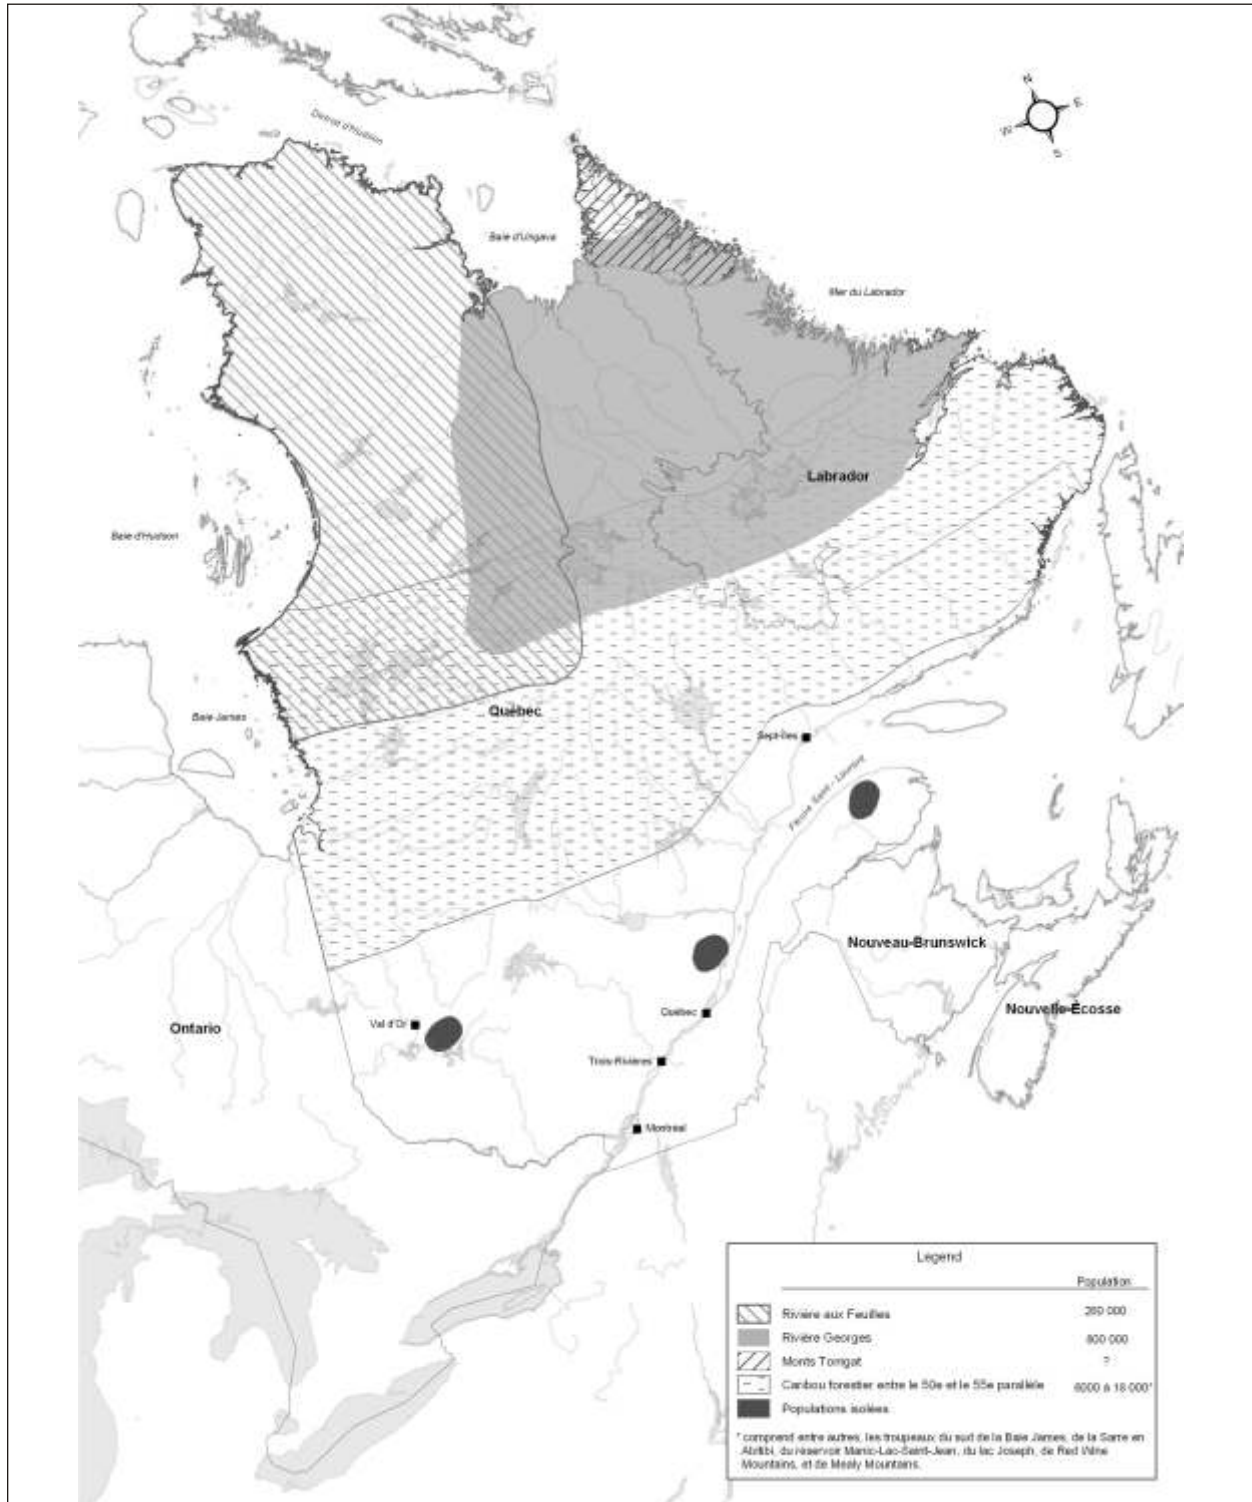 N
E
W
S
Détroit d'Hudson
Baie d'Ungava
Mer du Labrador
Labrador
Baie d'Hudson
Baie James
Québec
Sept-Îles
Fleuve Saint-Laurent
Nouveau-Brunswick
Nouvelle-Écosse
Ontario
Val d'Or
Québec
Trois-Rivières
Montréal
Legend
Population
Rivière aux Feuilles 260 000
Rivière Georges 800 000
Monts Torngat ?
Caribou forestier entre le 50e et le 55e parallèle 6000 à 18 000*
Populations isolées
* comprend entre autres, les troupeaux du sud de la Baie James, de la Sarre en
Abitibi, du réservoir Manic-Lac-Saint-Jean, du lac Joseph, de Red Wine
Mountains, et de Mealy Mountains.